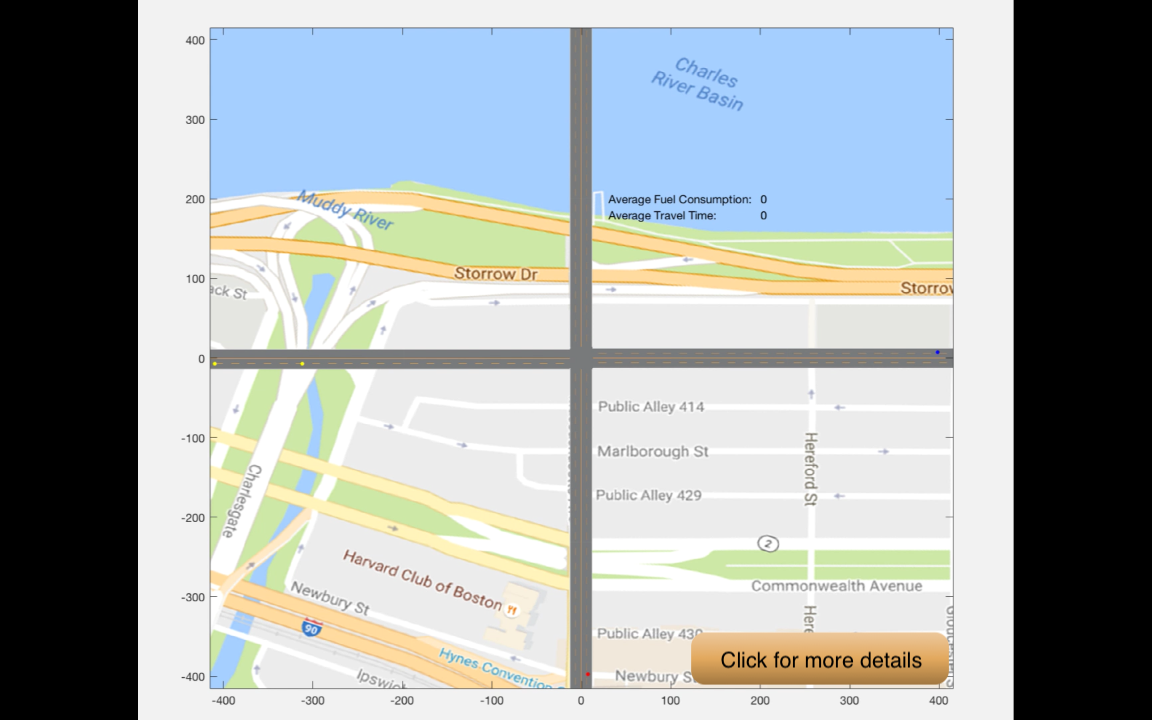 400
Charles
River Basin
300
200
Muddy River
Average Fuel Consumption: 0
Average Travel Time: 0
100
Storrow Dr
ack St
Storrow
0
Public Alley 414
-100
Marlborough St
Hereford St
Charlesgate
Public Alley 429
-200
2
Harvard Club of Boston
Commonwealth Avenue
-300
Newbury St
90
Here
Public Alley 430
Hynes Convention
Click for more details
-400
Ipswich
Newbury St
-400
-300
-200
-100
0
100
200
300
400